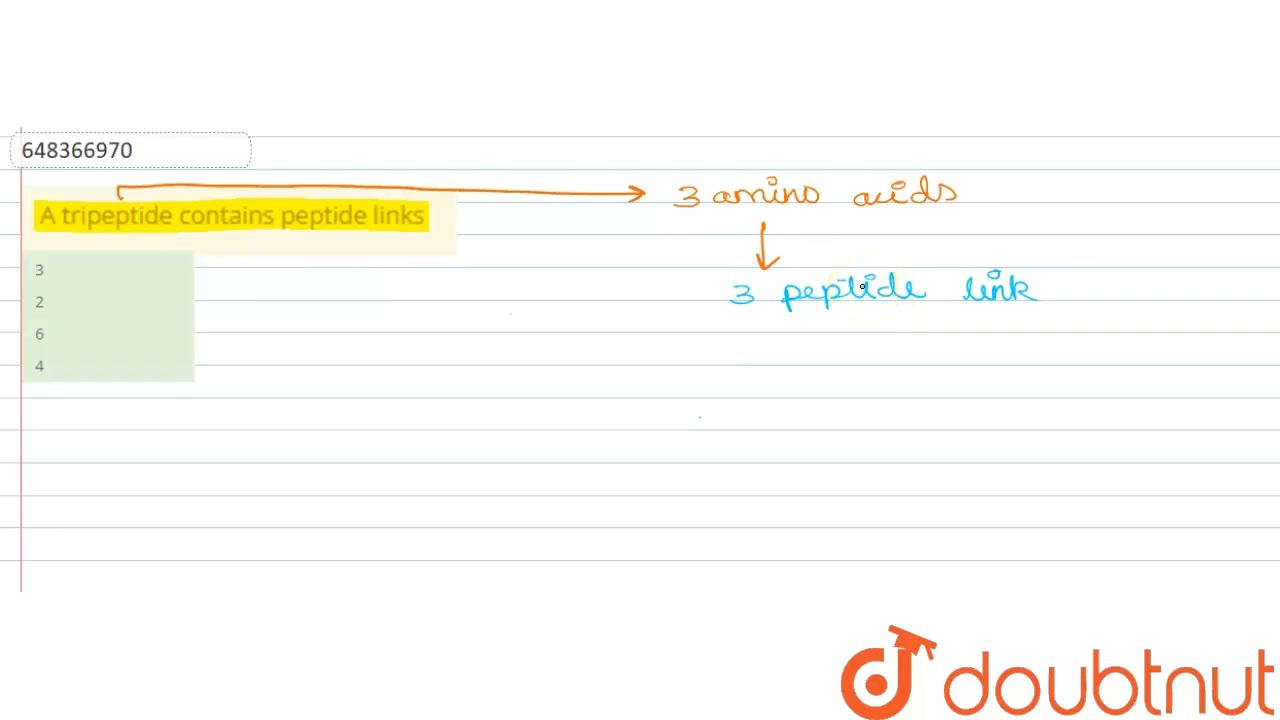 648366970
A tripeptide contains peptide links
3 amino acids
3
3 peptide link
2
6
4
doubtnut